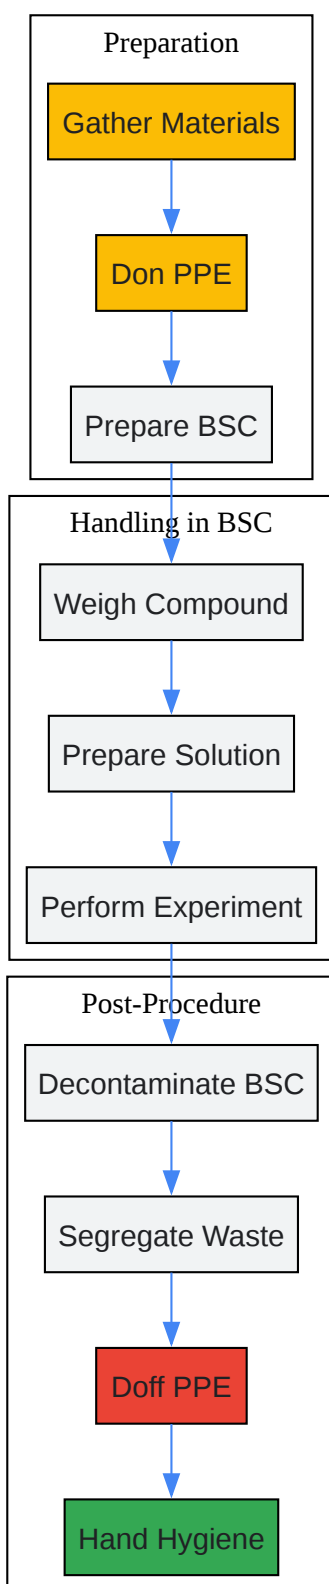 Preparation
Gather Materials
Don PPE
Prepare BSC
Handling in BSC
Weigh Compound
Prepare Solution
Perform Experiment
Post-Procedure
Decontaminate BSC
Segregate Waste
Doff PPE
Hand Hygiene